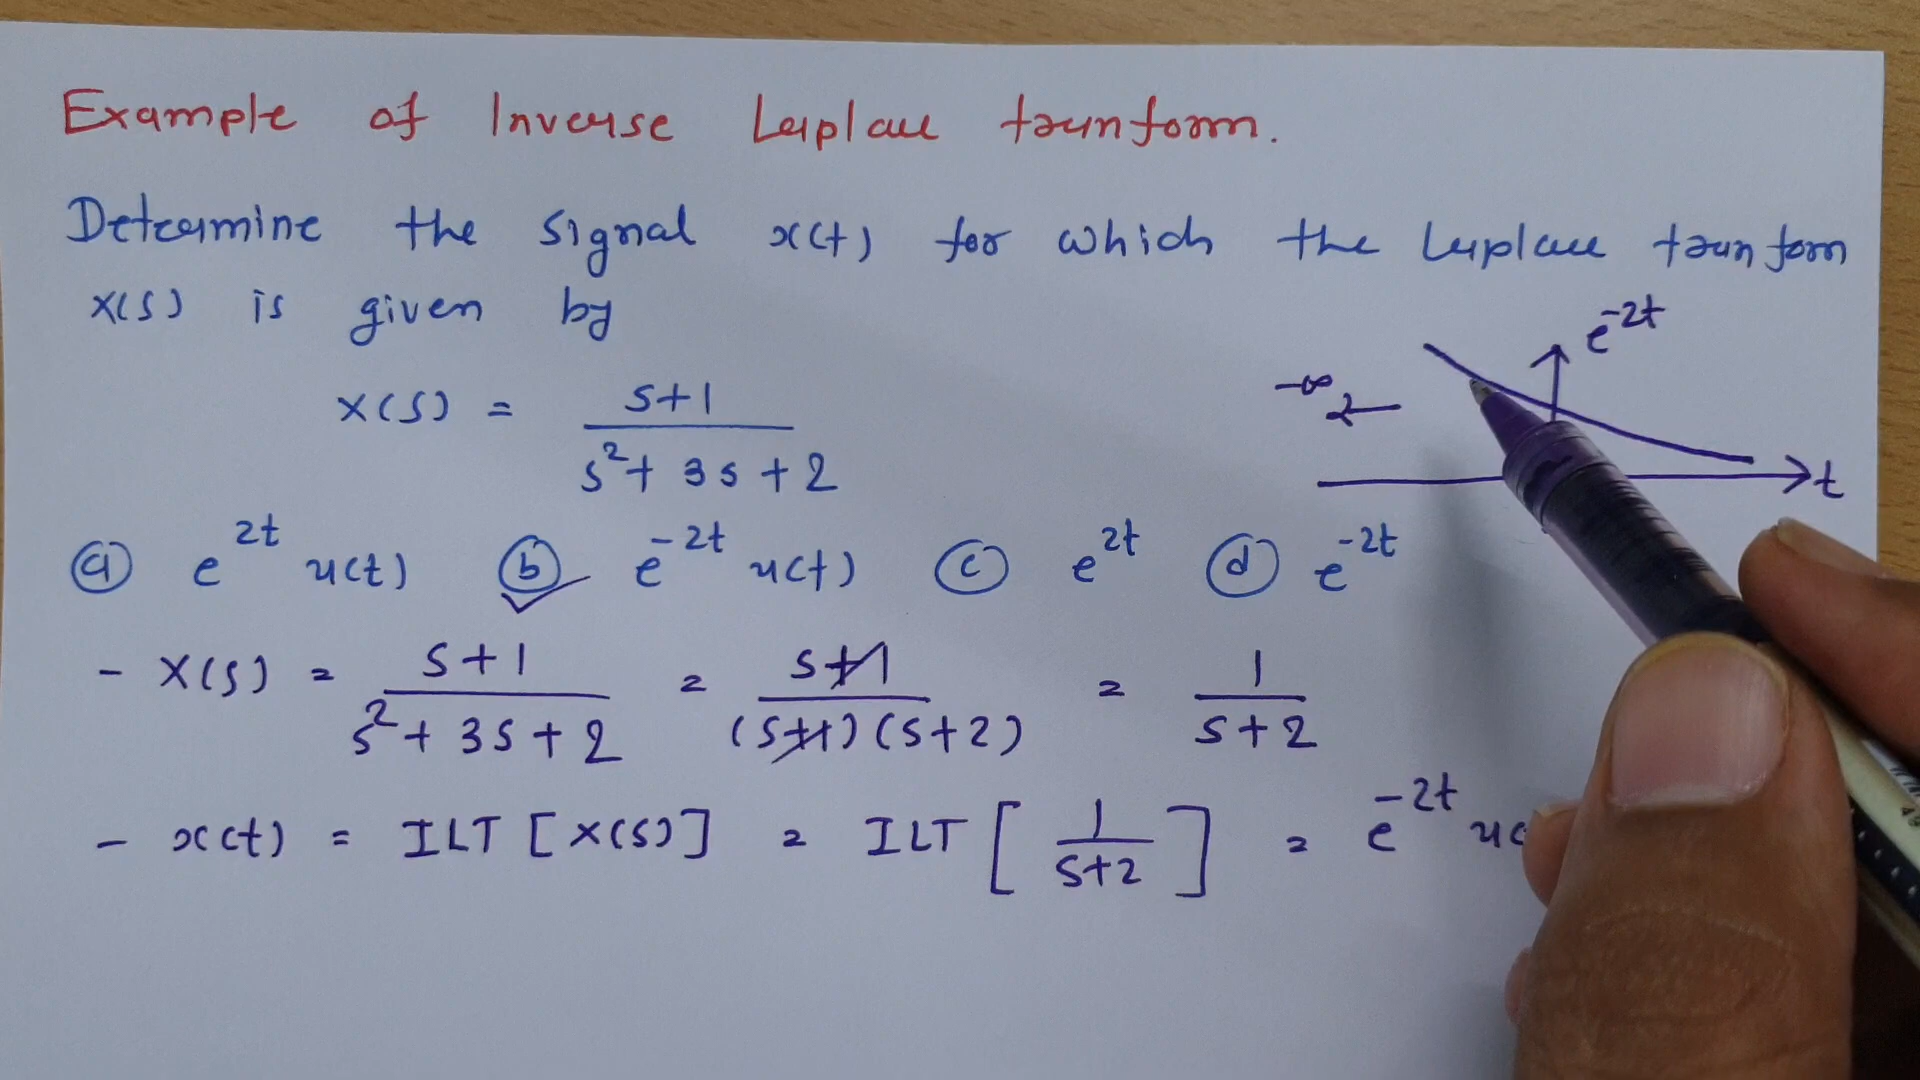 Example of Inverse Laplace transform.
Determine the signal x(t) for which the Laplace transform
X(s) is given by
X(s) = (s+1)/(s²+3s+2)
e^-2t
-∞
t
ⓐ e^2t u(t) ⓑ e^-2t u(t) ⓒ e^2t ⓓ e^-2t
- X(s) = (s+1)/(s²+3s+2) = (s+1)/((s+1)(s+2)) = 1/(s+2)
- x(t) = ILT [X(s)] = ILT [1/(s+2)] = e^-2t u(